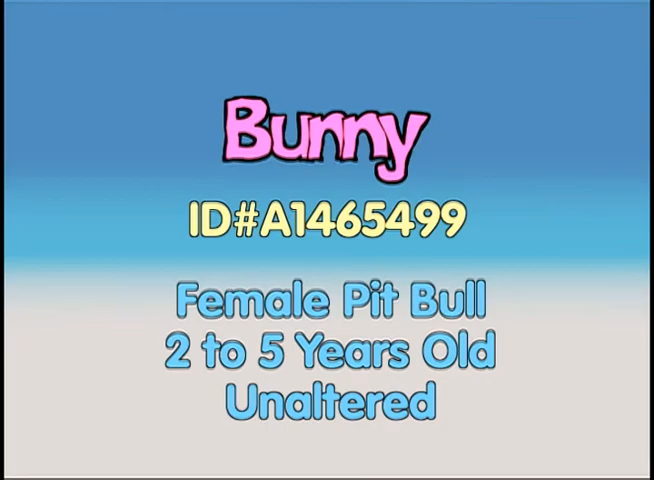 Bunny
ID#A1465499
Female Pit Bull
2 to 5 Years Old
Unaltered